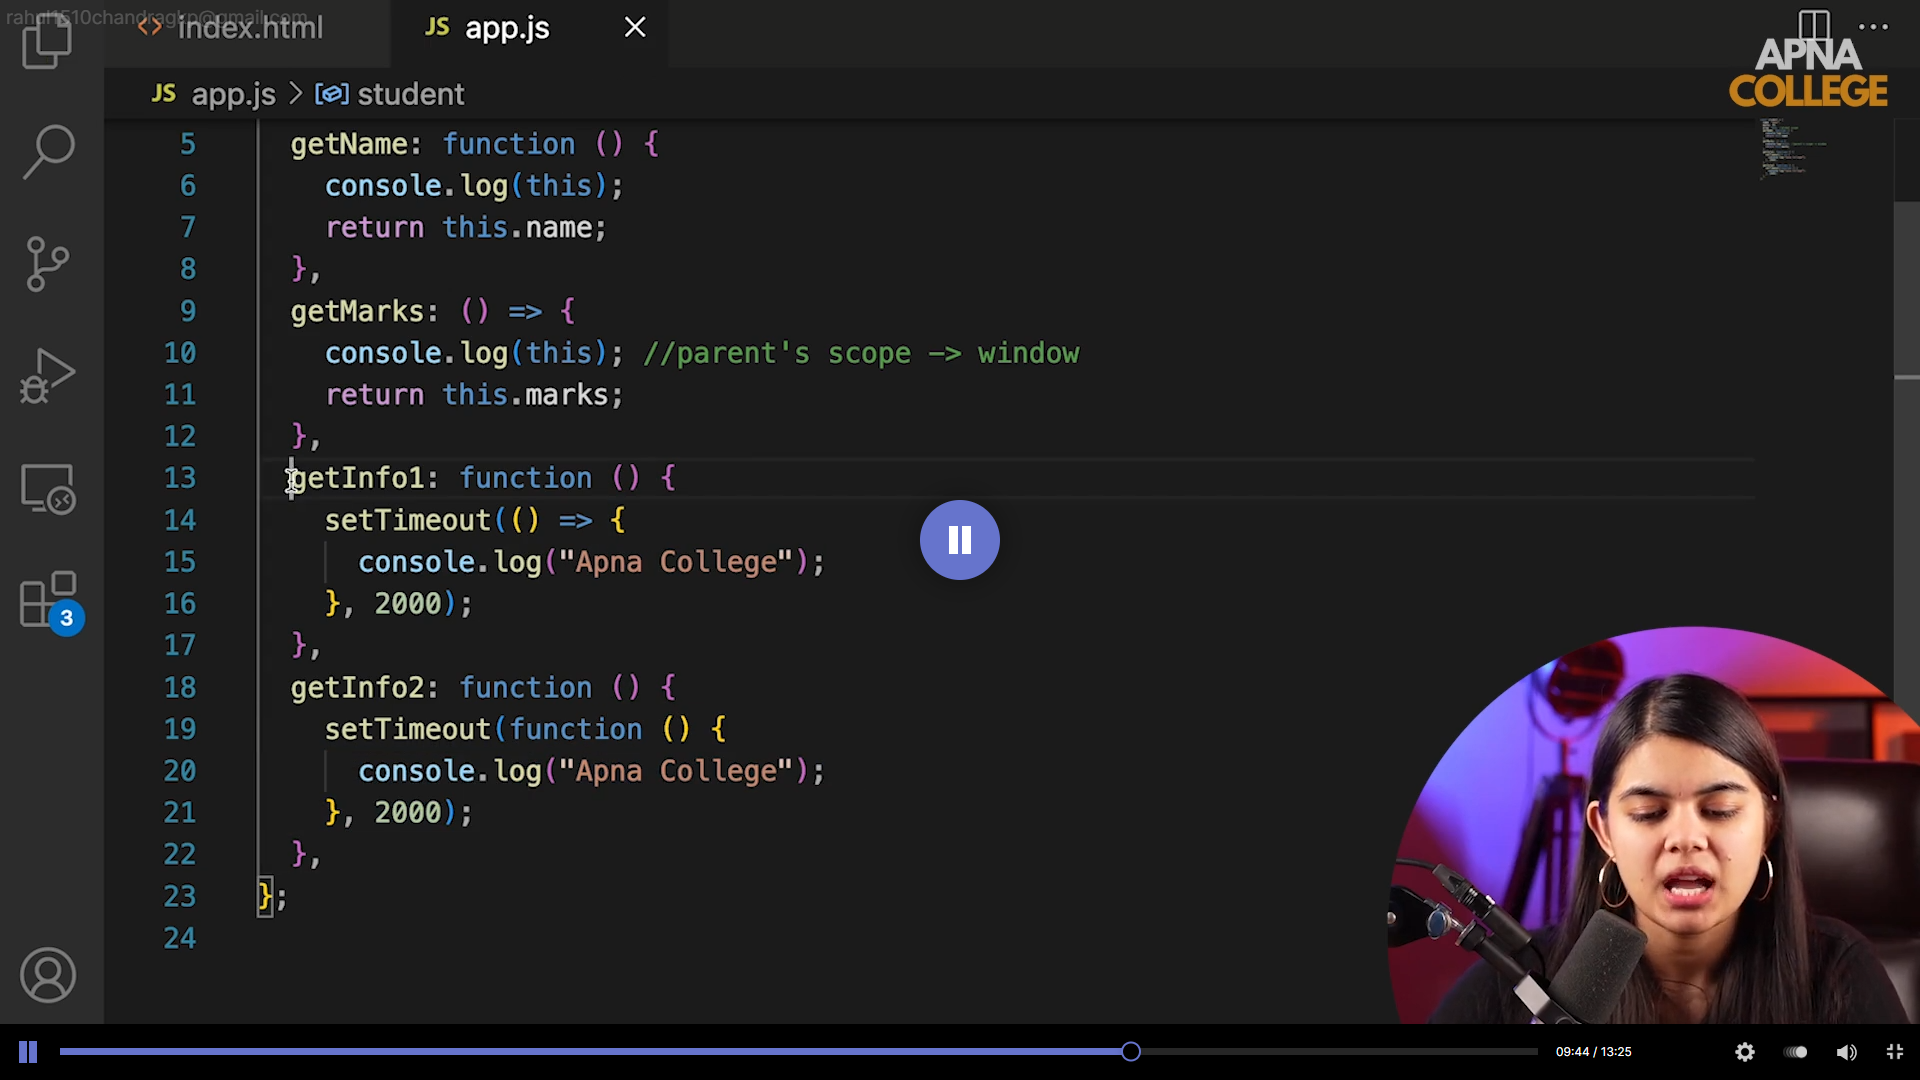 rahul1510chandragkp@gmail.com
index.html
JS app.js
APNA
COLLEGE
JS app.js > student
5 getName: function () {
6 console.log(this);
7 return this.name;
8 },
9 getMarks: () => {
10 console.log(this); //parent's scope -> window
11 return this.marks;
12 },
13 getInfo1: function () {
14 setTimeout(() => {
15 console.log("Apna College");
16 }, 2000);
17 },
18 getInfo2: function () {
19 setTimeout(function () {
20 console.log("Apna College");
21 }, 2000);
22 },
23 };
24
3
09:44 / 13:25